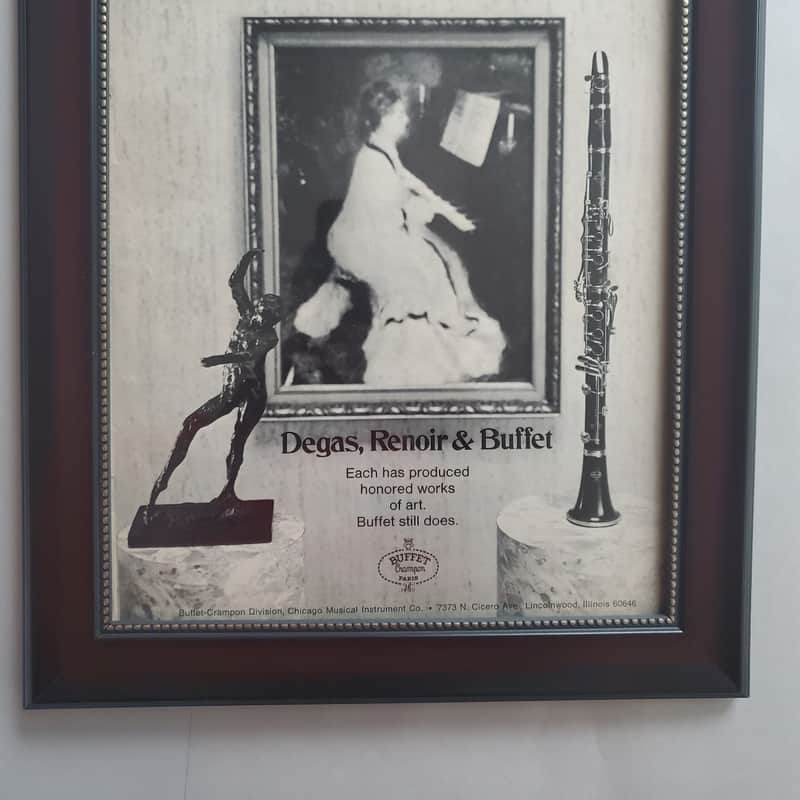 Degas, Renoir & Buffet
Each has produced
honored works
of art.
Buffet still does.
BUFFET
Crampon
PARIS
Buffet-Crampon Division, Chicago Musical Instrument Co. • 7373 N. Cicero Ave., Lincolnwood, Illinois 60646